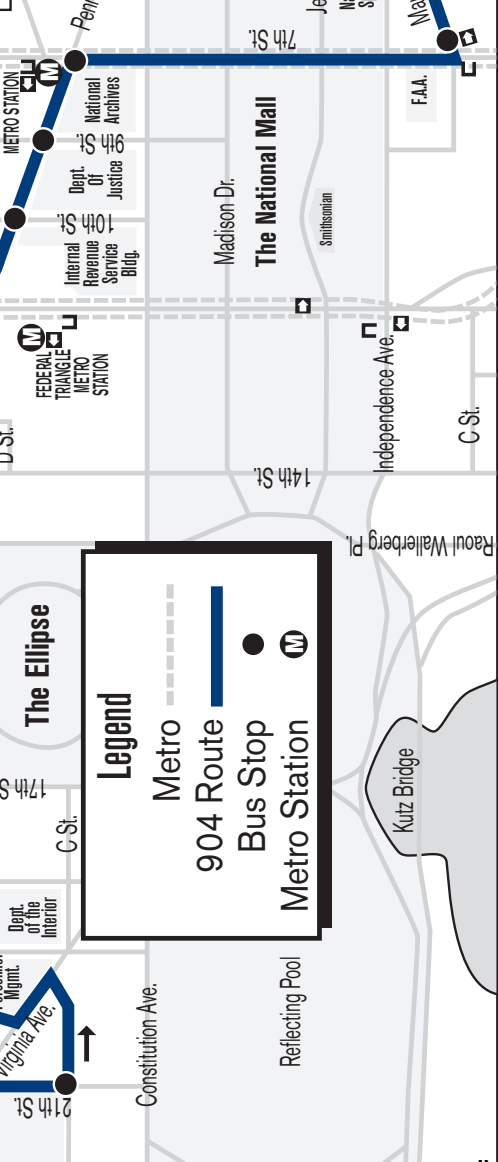 Virginia Ave.
Mgmt.
21th St.
Dept.
of the
Interior
17th S
The Ellipse
C St.
D St.
FEDERAL
TRIANGLE
METRO
STATION
M
METRO STATION
M
10th St.
9th St.
Internal
Revenue
Service
Bldg.
Dept.
Of
Justice
National
Archives
Penn
Constitution Ave.
Legend
Metro
904 Route
Bus Stop
Metro Station
M
Reflecting Pool
14th St.
Madison Dr.
The National Mall
7th St.
Smithsonian
Raoul Wallerberg Pl.
Independence Ave.
Kutz Bridge
C St.
F.A.A.